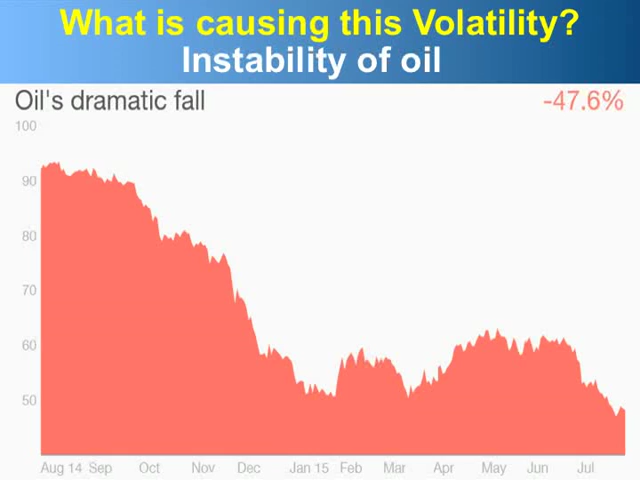 What is causing this Volatility?
Instability of oil
Oil's dramatic fall -47.6%
100
90
80
70
60
50
Aug 14 Sep Oct Nov Dec Jan 15 Feb Mar Apr May Jun Jul